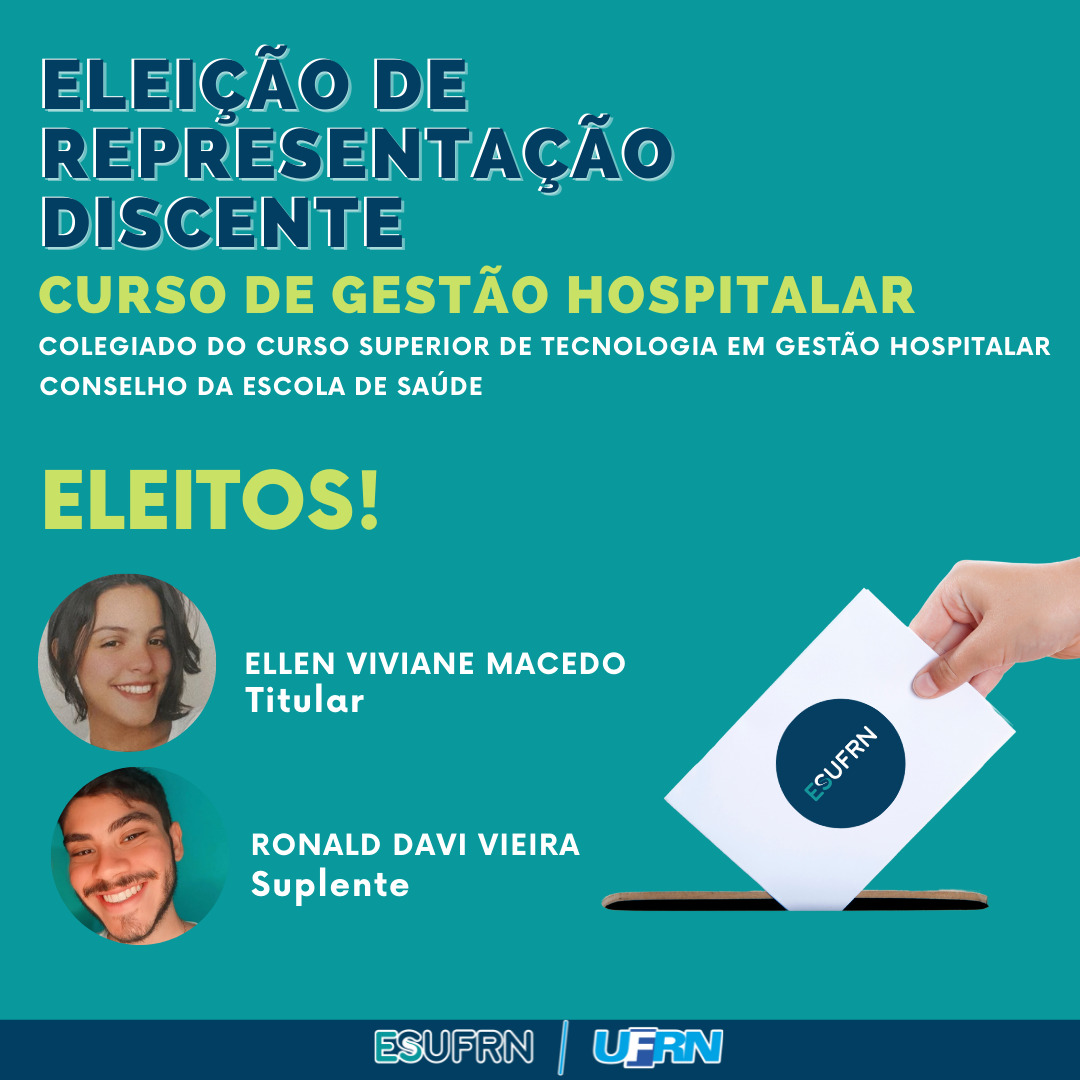 ELEIÇÃO DE
REPRESENTAÇÃO
DISCENTE
CURSO DE GESTÃO HOSPITALAR
COLEGIADO DO CURSO SUPERIOR DE TECNOLOGIA EM GESTÃO HOSPITALAR
CONSELHO DA ESCOLA DE SAÚDE
ELEITOS!
ELLEN VIVIANE MACEDO
Titular
RONALD DAVI VIEIRA
Suplente
ESUFRN
ESUFRN | UFRN